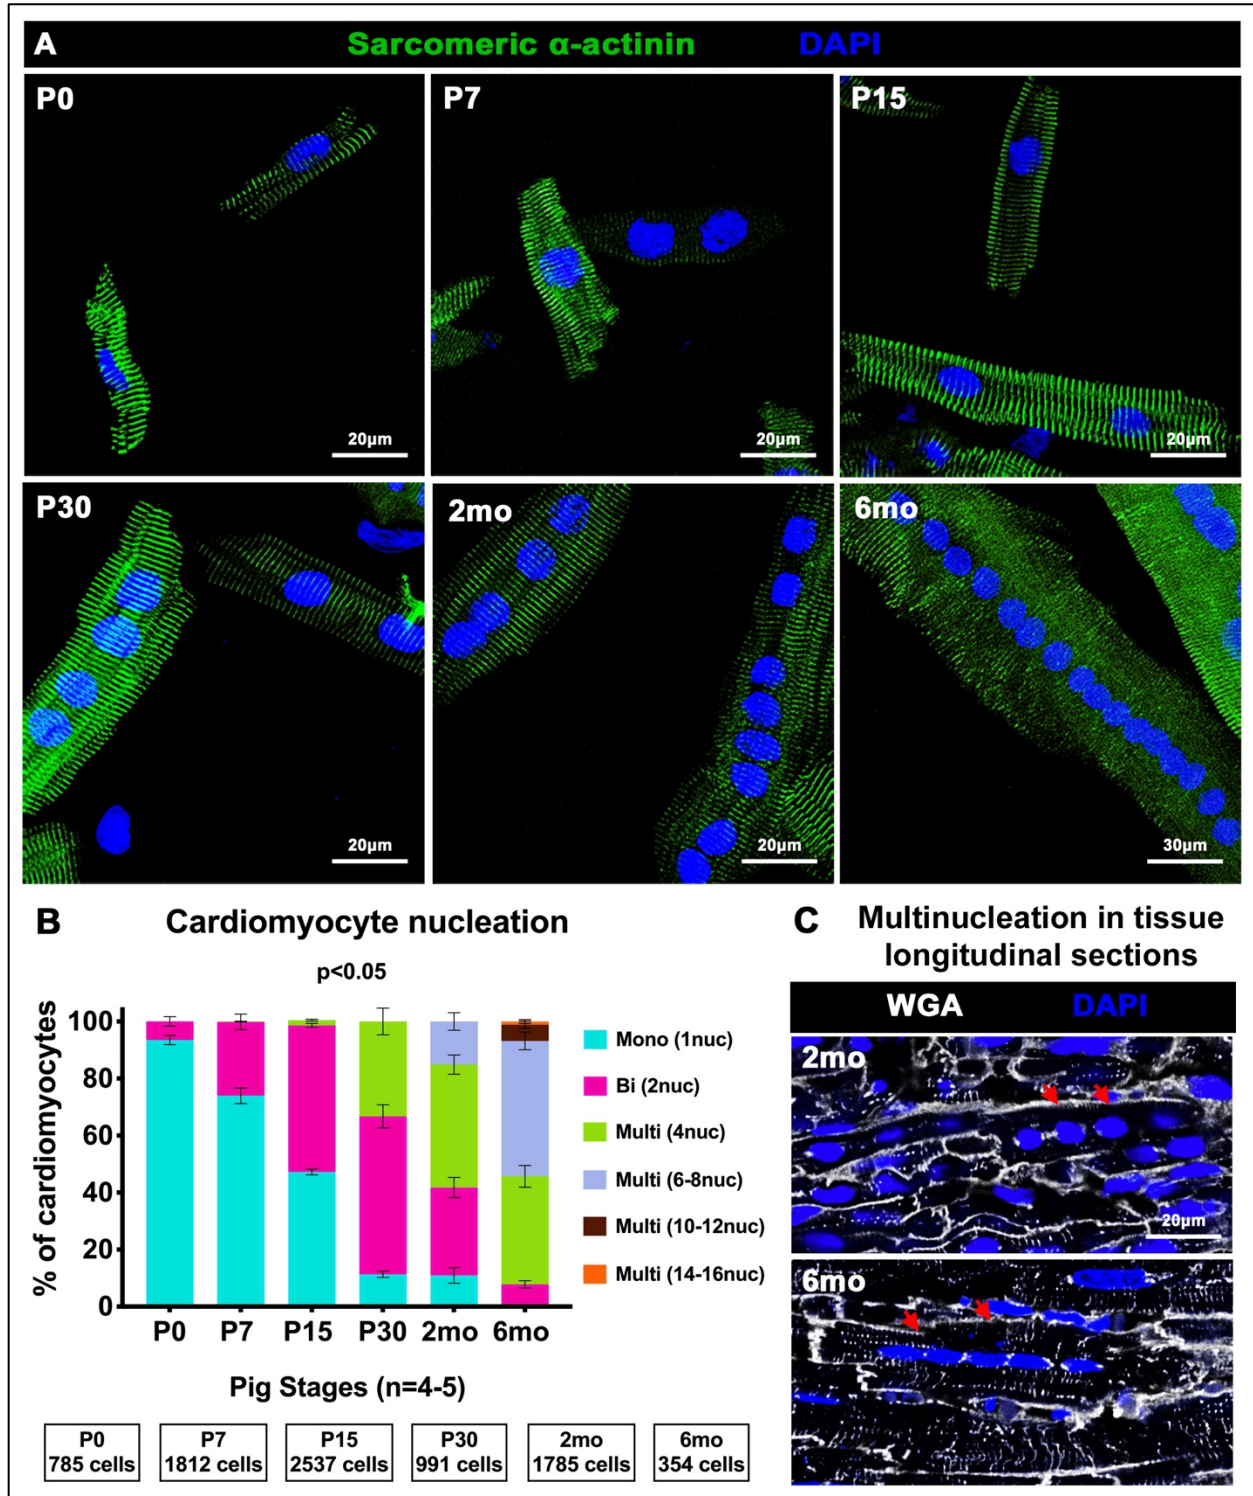 A
Sarcomeric α-actinin DAPI
P0
20µm
P7
20µm
P15
20µm
P30
20µm
2mo
20µm
6mo
30µm
B Cardiomyocyte nucleation
p<0.05
% of cardiomyocytes
100
80
60
40
20
0
P0 P7 P15 P30 2mo 6mo
Pig Stages (n=4-5)
Mono (1nuc)
Bi (2nuc)
Multi (4nuc)
Multi (6-8nuc)
Multi (10-12nuc)
Multi (14-16nuc)
P0
785 cells
P7
1812 cells
P15
2537 cells
P30
991 cells
2mo
1785 cells
6mo
354 cells
C Multinucleation in tissue
longitudinal sections
WGA DAPI
2mo
20µm
6mo